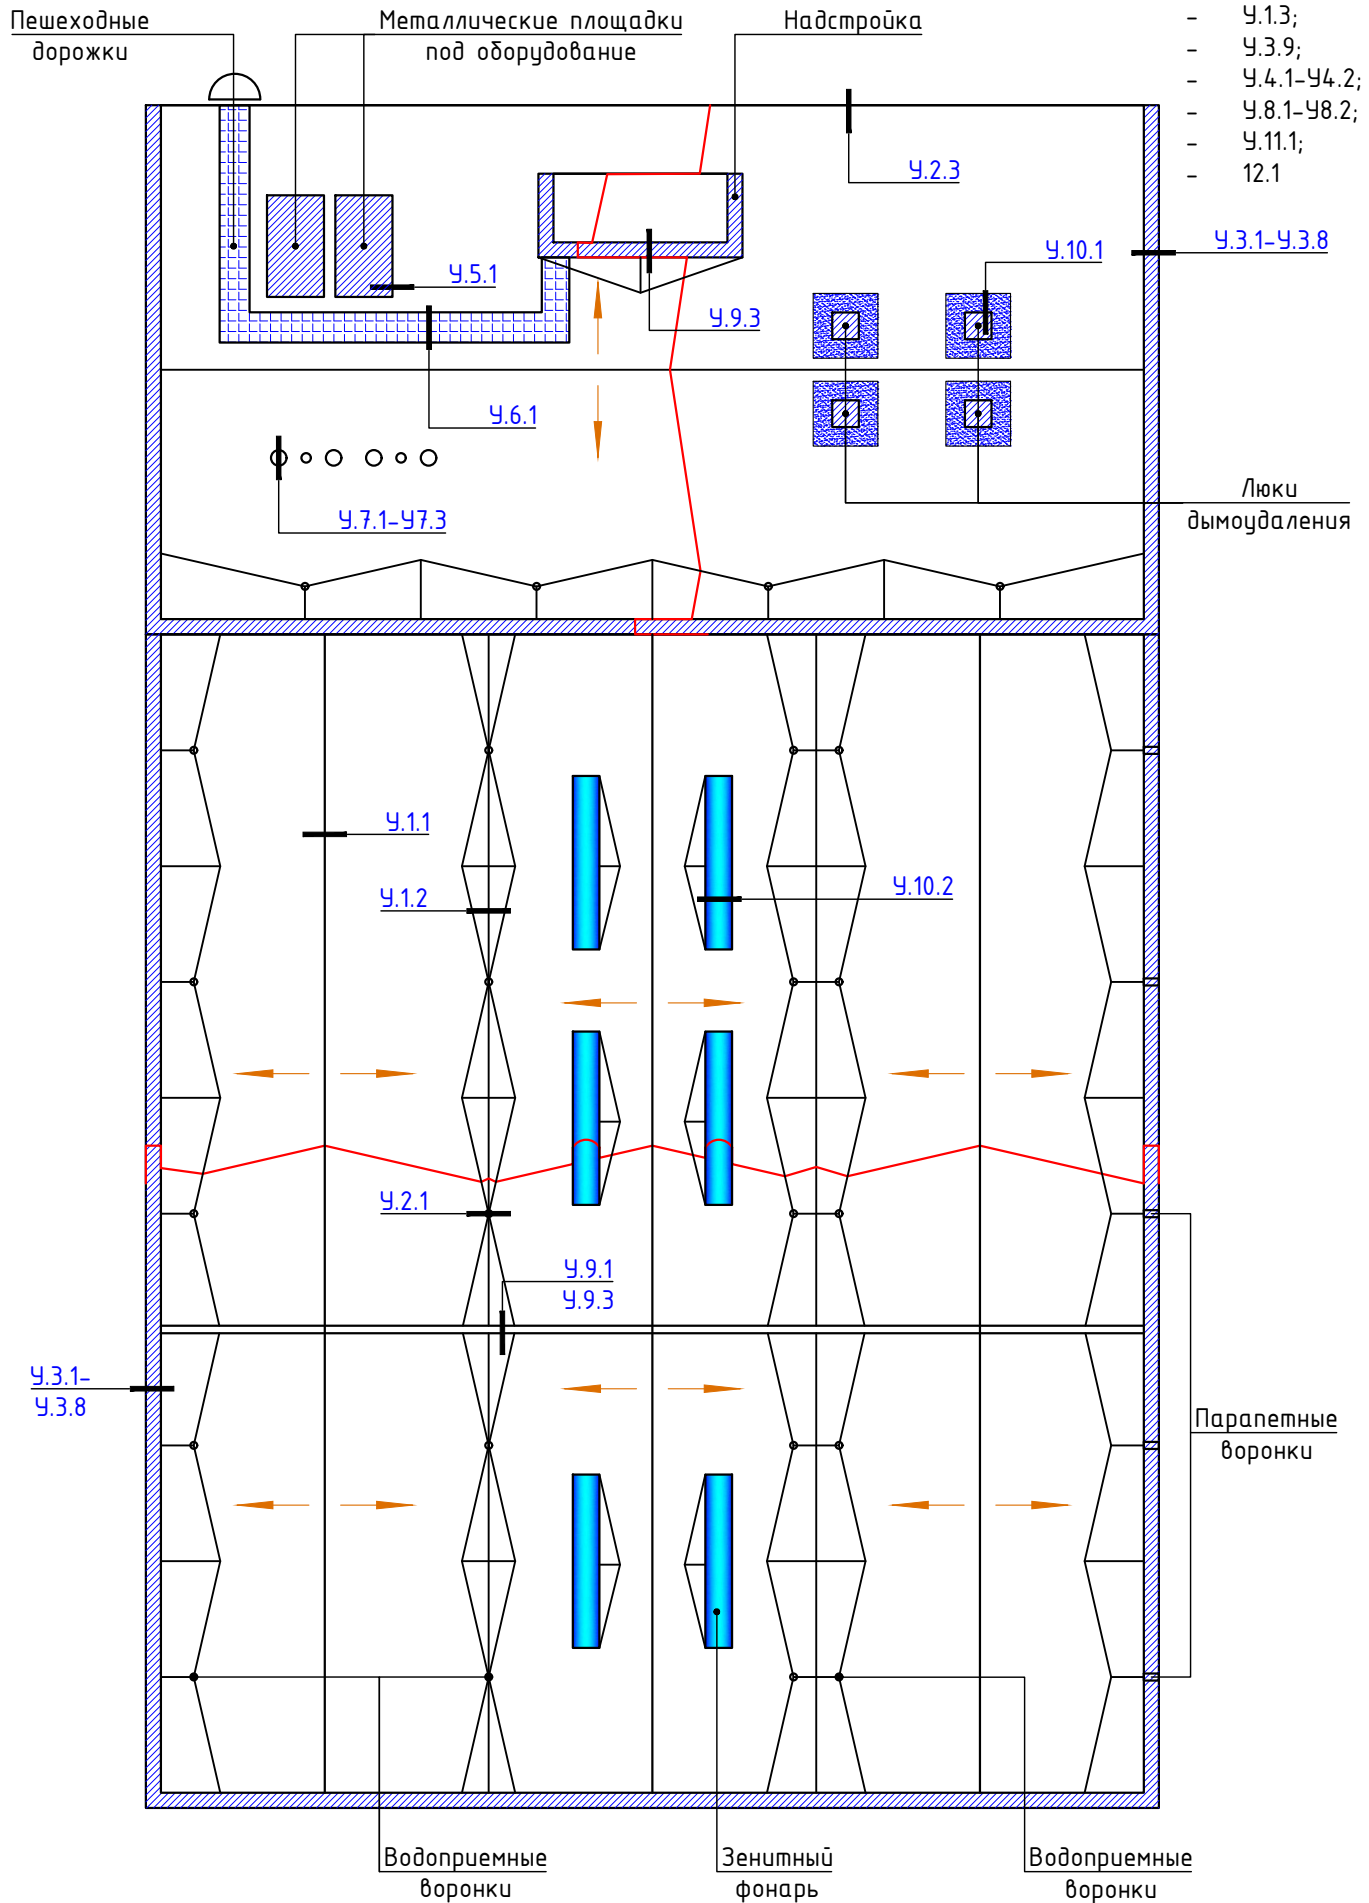 Пешеходные
дорожки
Металлические площадки
под оборудование
Надстройка
- У.1.3;
- У.3.9;
- У.4.1-У4.2;
- У.8.1-У8.2;
- У.11.1;
- 12.1
У.2.3
У.3.1-У.3.8
У.10.1
У.5.1
У.9.3
У.6.1
Люки
дымоудаления
У.7.1-У7.3
У.1.1
У.1.2
У.10.2
У.2.1
У.9.1
У.9.3
У.3.1-
У.3.8
Парапетные
воронки
Водоприемные
воронки
Зенитный
фонарь
Водоприемные
воронки